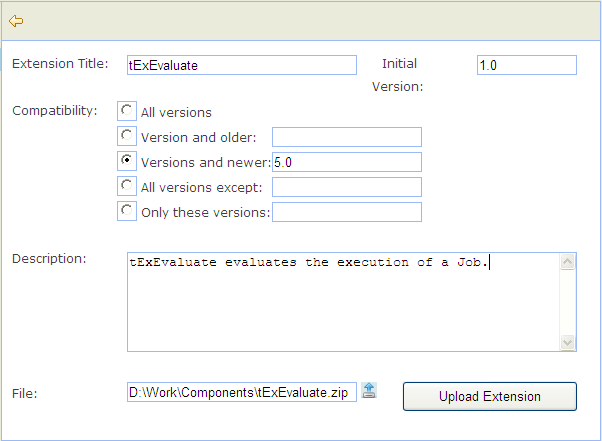 Extension Title: tExEvaluate Initial Version: 1.0
Compatibility: All versions
Version and older:
Versions and newer: 5.0
All versions except:
Only these versions:
Description: tExEvaluate evaluates the execution of a Job.
File: D:\Work\Components\tExEvaluate.zip Upload Extension